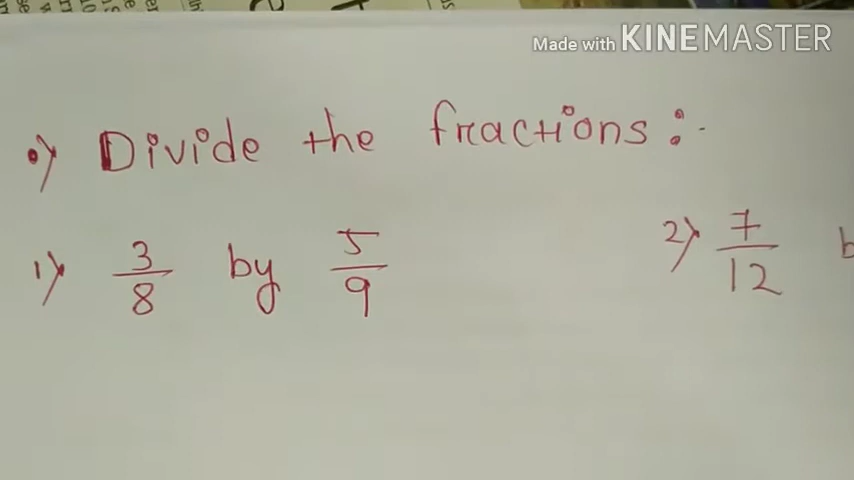 Made with KINEMASTER
•) Divide the fractions :-
1) 3/8 by 5/9 2) 7/12 b